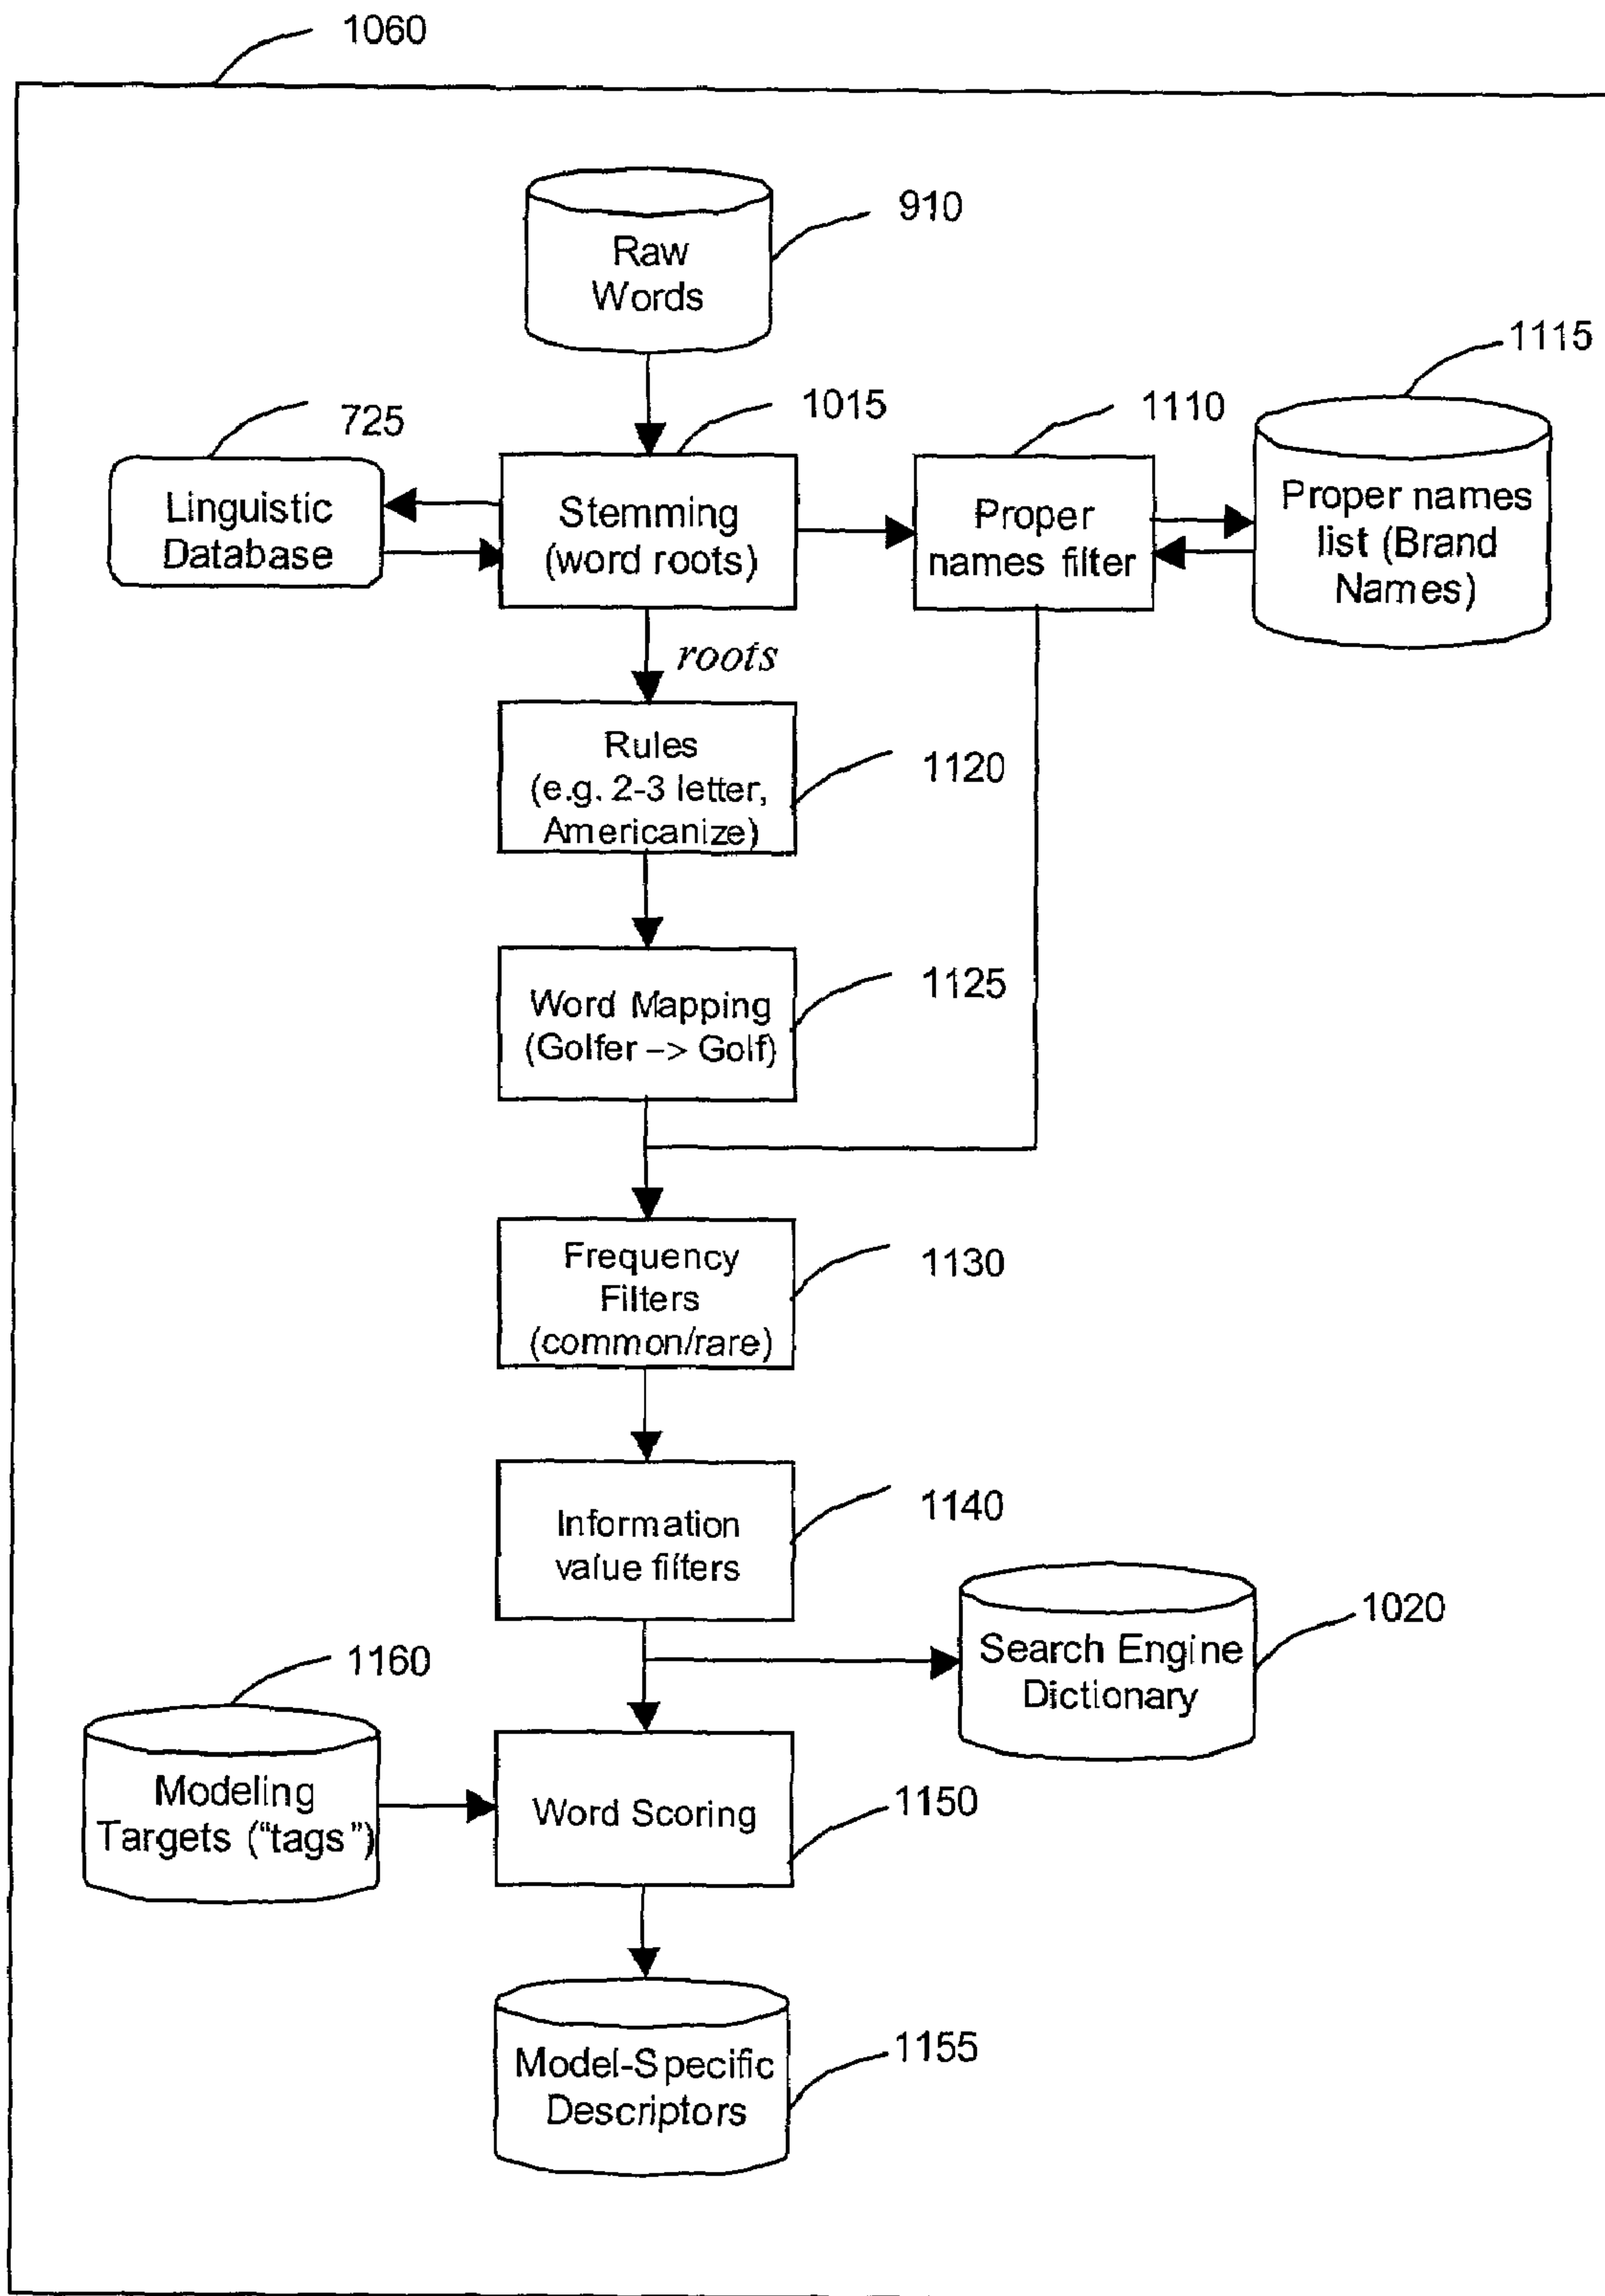 1060
910
Raw
Words
1115
1015
1110
725
Linguistic
Database
Stemming
(word roots)
Proper
names filter
Proper names
list (Brand
Names)
roots
Rules
(e.g. 2-3 letter,
Americanize)
1120
Word Mapping
(Golfer –> Golf)
1125
Frequency
Filters
(common/rare)
1130
Information
value filters
1140
1020
Search Engine
Dictionary
1160
Modeling
Targets (“tags”)
Word Scoring
1150
Model-Specific
Descriptors
1155